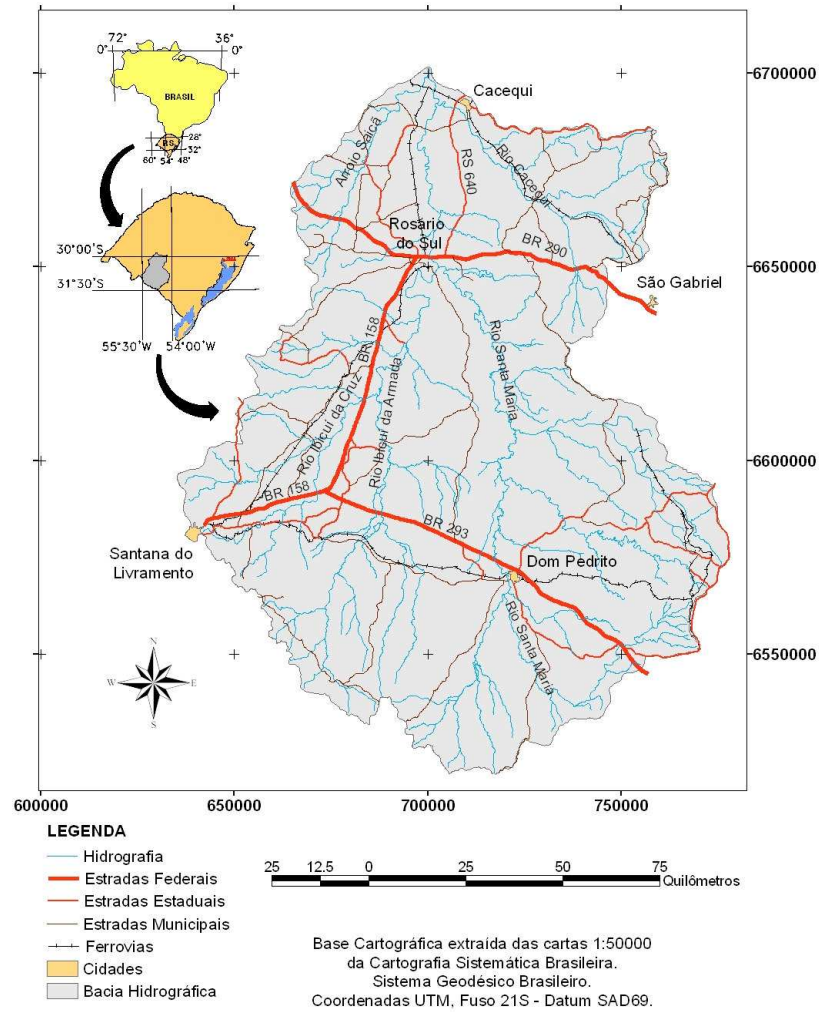 72°
36°
0°
0°
BRASIL
RS
28°
32°
60° 54° 48°
30°00'S
31°30'S
55°30'W
54°00'W
6700000
6650000
6600000
6550000
600000
650000
700000
750000
Cacequi
Arroio Saicã
RS 640
Rio Cacequi
Rosário
do Sul
BR 290
São Gabriel
BR 158
Rio Ibicuí da Cruz
Rio Ibicuí da Armada
Rio Santa Maria
BR 158
BR 293
Santana do
Livramento
Dom Pedrito
Rio Santa Maria
N
W
E
S
LEGENDA
Hidrografia
Estradas Federais
Estradas Estaduais
Estradas Municipais
Ferrovias
Cidades
Bacia Hidrográfica
25 12.5 0 25 50 75
Quilômetros
Base Cartográfica extraída das cartas 1:50000
da Cartografia Sistemática Brasileira.
Sistema Geodésico Brasileiro.
Coordenadas UTM, Fuso 21S - Datum SAD69.